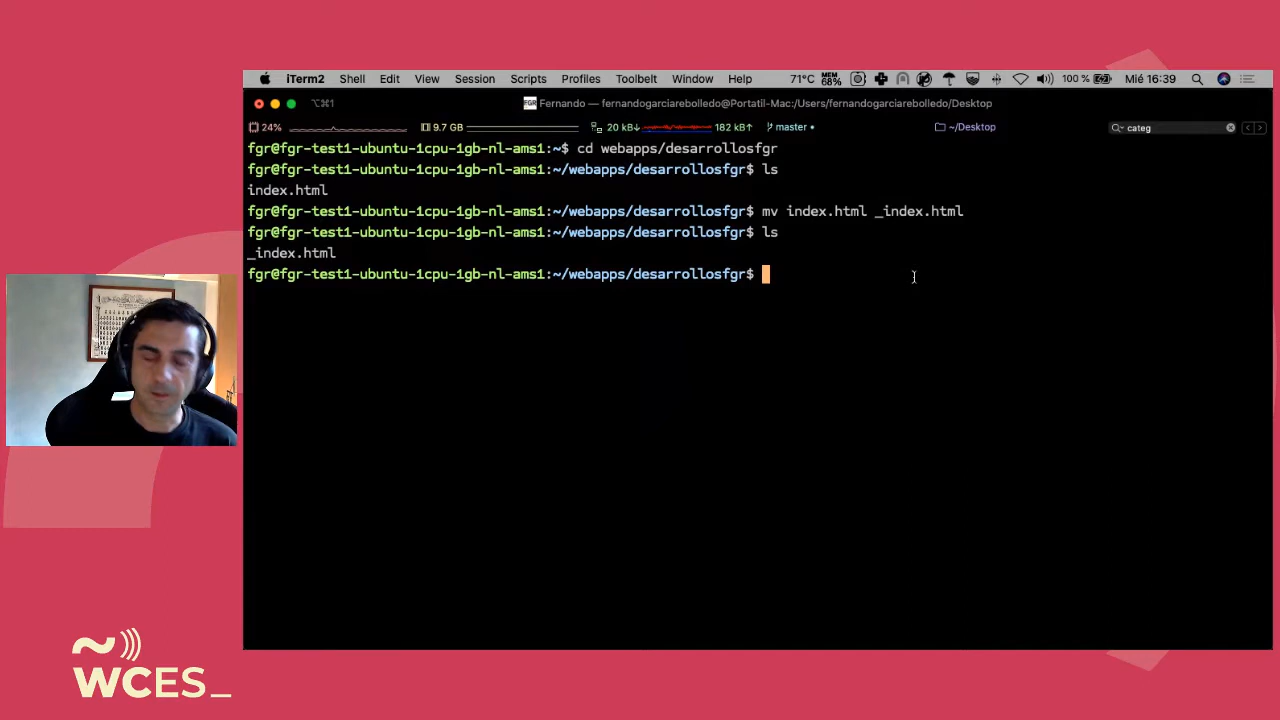 iTerm2 Shell Edit View Session Scripts Profiles Toolbelt Window Help 71°C MEM 68% 100 % Mié 16:39
⌥⌘1 FGR Fernando — fernandogarciarebolledo@Portatil-Mac:/Users/fernandogarciarebolledo/Desktop
24% 9.7 GB 20 kB↓ 182 kB↑ master • ~/Desktop categ
fgr@fgr-test1-ubuntu-1cpu-1gb-nl-ams1:~$ cd webapps/desarrollosfgr
fgr@fgr-test1-ubuntu-1cpu-1gb-nl-ams1:~/webapps/desarrollosfgr$ ls
index.html
fgr@fgr-test1-ubuntu-1cpu-1gb-nl-ams1:~/webapps/desarrollosfgr$ mv index.html _index.html
fgr@fgr-test1-ubuntu-1cpu-1gb-nl-ams1:~/webapps/desarrollosfgr$ ls
_index.html
fgr@fgr-test1-ubuntu-1cpu-1gb-nl-ams1:~/webapps/desarrollosfgr$
WCES_